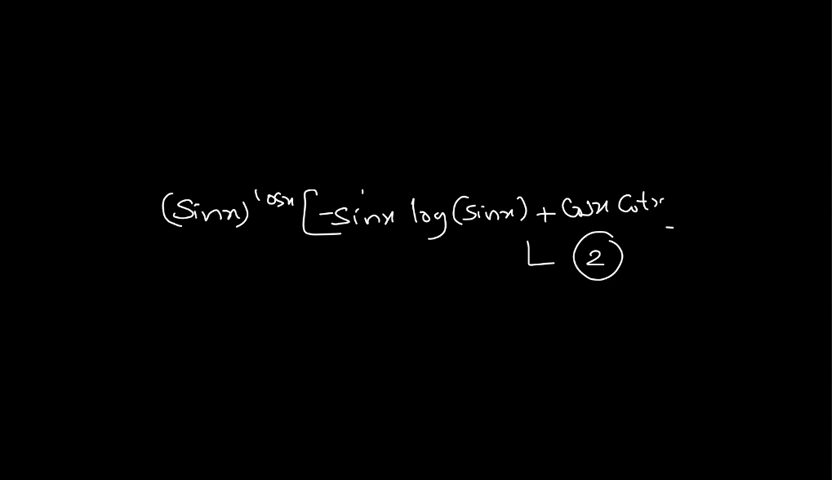 (Sinx)^cosx [-sinx log(sinx) + Cosx Cotx
L ②